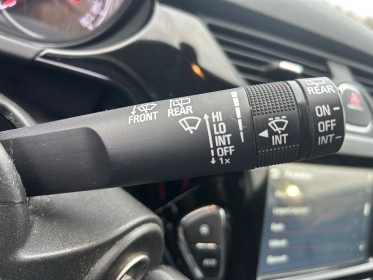 FRONT REAR
HI
LO
INT
OFF
1x
INT
REAR
ON
OFF
INT